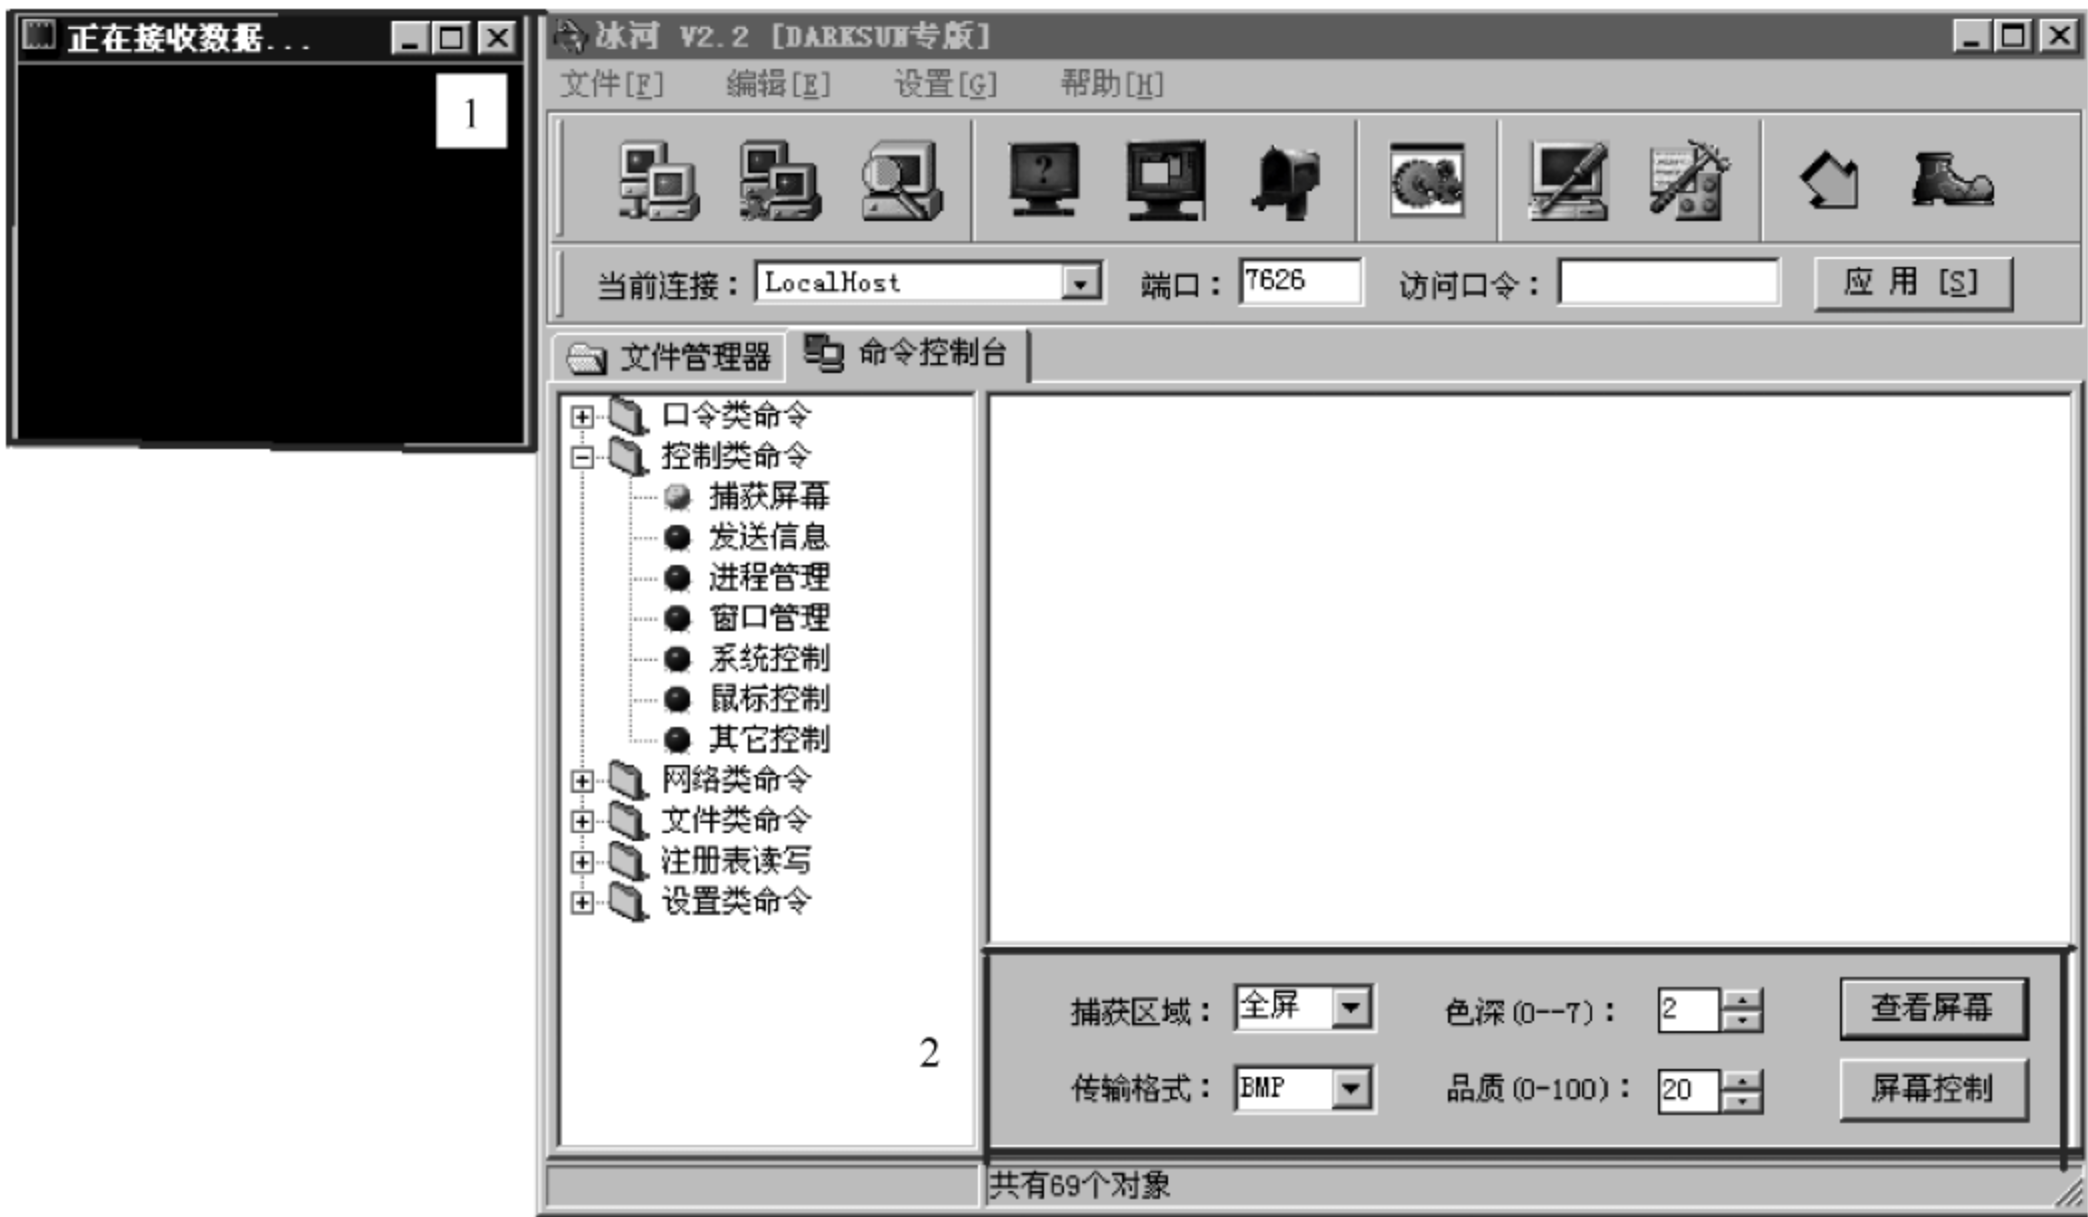 正在接收数据...
1
冰河 V2.2 [DARKSUN专版]
文件[F] 编辑[E] 设置[G] 帮助[H]
当前连接： LocalHost 端口： 7626 访问口令： 应 用 [S]
文件管理器 命令控制台
口令类命令
控制类命令
捕获屏幕
发送信息
进程管理
窗口管理
系统控制
鼠标控制
其它控制
网络类命令
文件类命令
注册表读写
设置类命令
2
捕获区域： 全屏 色深(0--7)： 2 查看屏幕
传输格式： BMP 品质(0-100)： 20 屏幕控制
共有69个对象